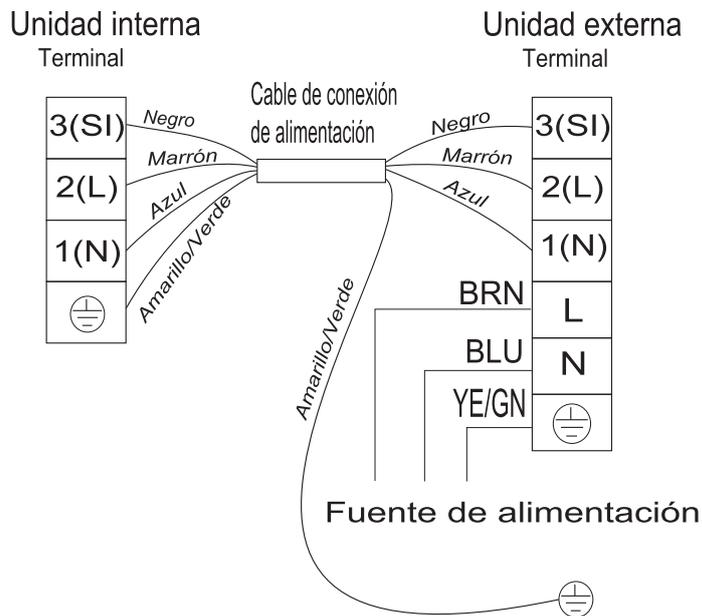 Unidad interna
Terminal
Unidad externa
Terminal
Cable de conexión
de alimentación
3(SI)
2(L)
1(N)
Negro
Marrón
Azul
Amarillo/Verde
Negro
Marrón
Azul
Amarillo/Verde
3(SI)
2(L)
1(N)
L
N
BRN
BLU
YE/GN
Fuente de alimentación